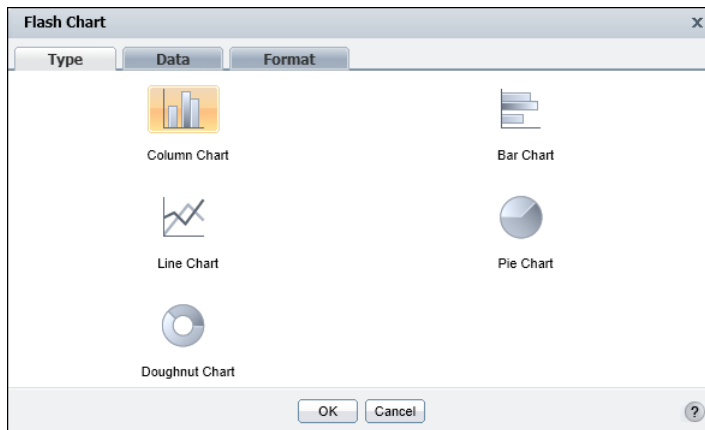 Flash Chart x
Type Data Format
Column Chart Bar Chart
Line Chart Pie Chart
Doughnut Chart
OK Cancel ?